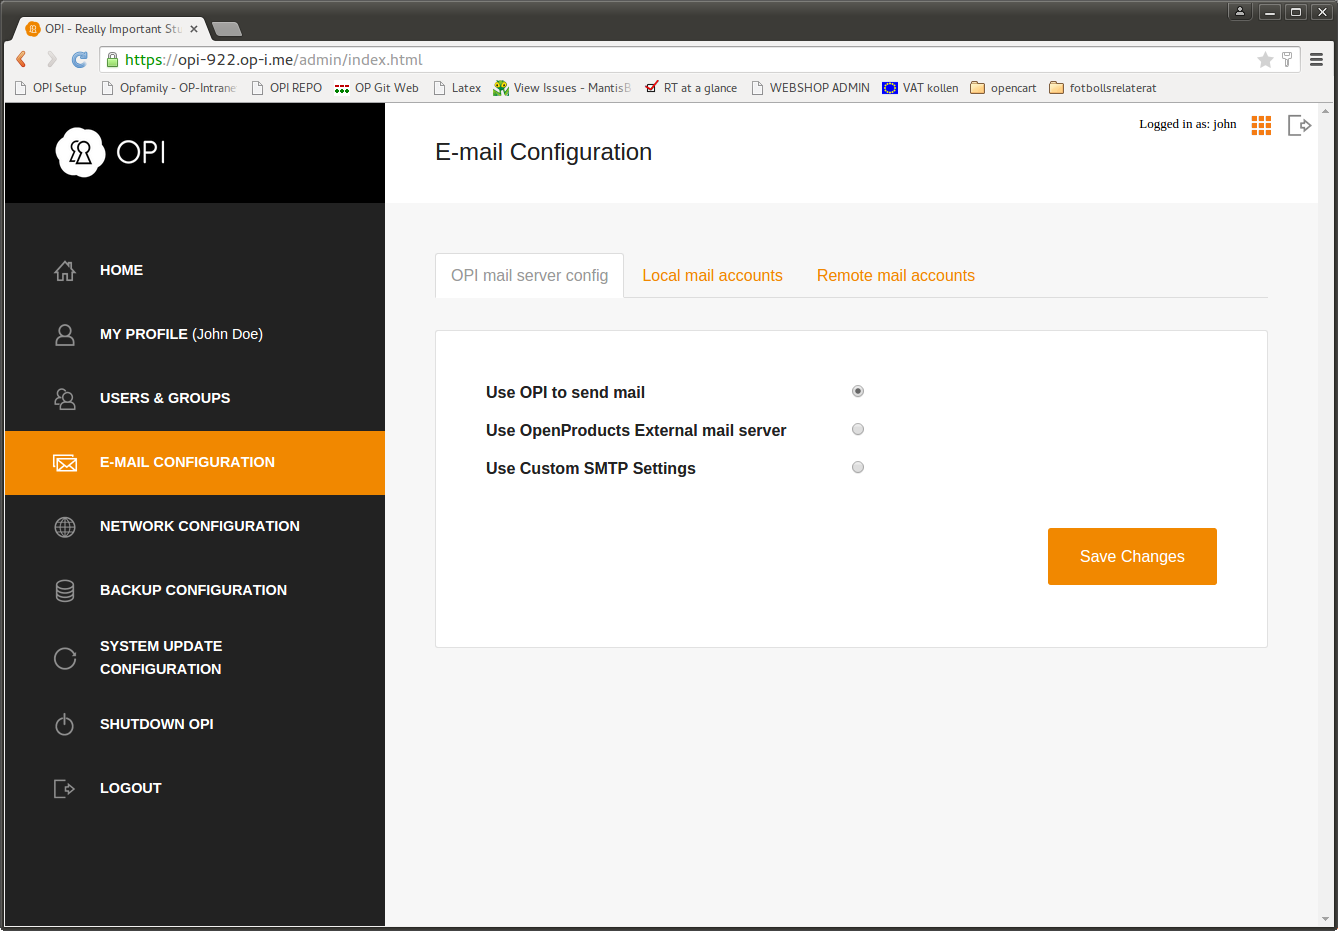 OPI - Really Important Stu
https://opi-922.op-i.me/admin/index.html
OPI Setup
Opfamily - OP-Intrane
OPI REPO
OP Git Web
Latex
View Issues - MantisB
RT at a glance
WEBSHOP ADMIN
VAT kollen
opencart
fotbollsrelaterat
OPI
Logged in as: john
E-mail Configuration
HOME
MY PROFILE (John Doe)
USERS & GROUPS
E-MAIL CONFIGURATION
NETWORK CONFIGURATION
BACKUP CONFIGURATION
SYSTEM UPDATE
CONFIGURATION
SHUTDOWN OPI
LOGOUT
OPI mail server config
Local mail accounts
Remote mail accounts
Use OPI to send mail
Use OpenProducts External mail server
Use Custom SMTP Settings
Save Changes